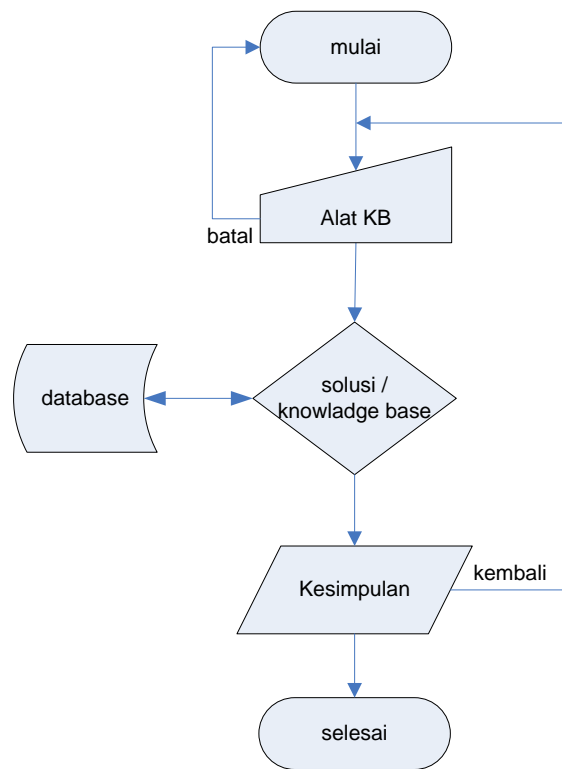 mulai
Alat KB
batal
solusi /
knowladge base
database
Kesimpulan
kembali
selesai